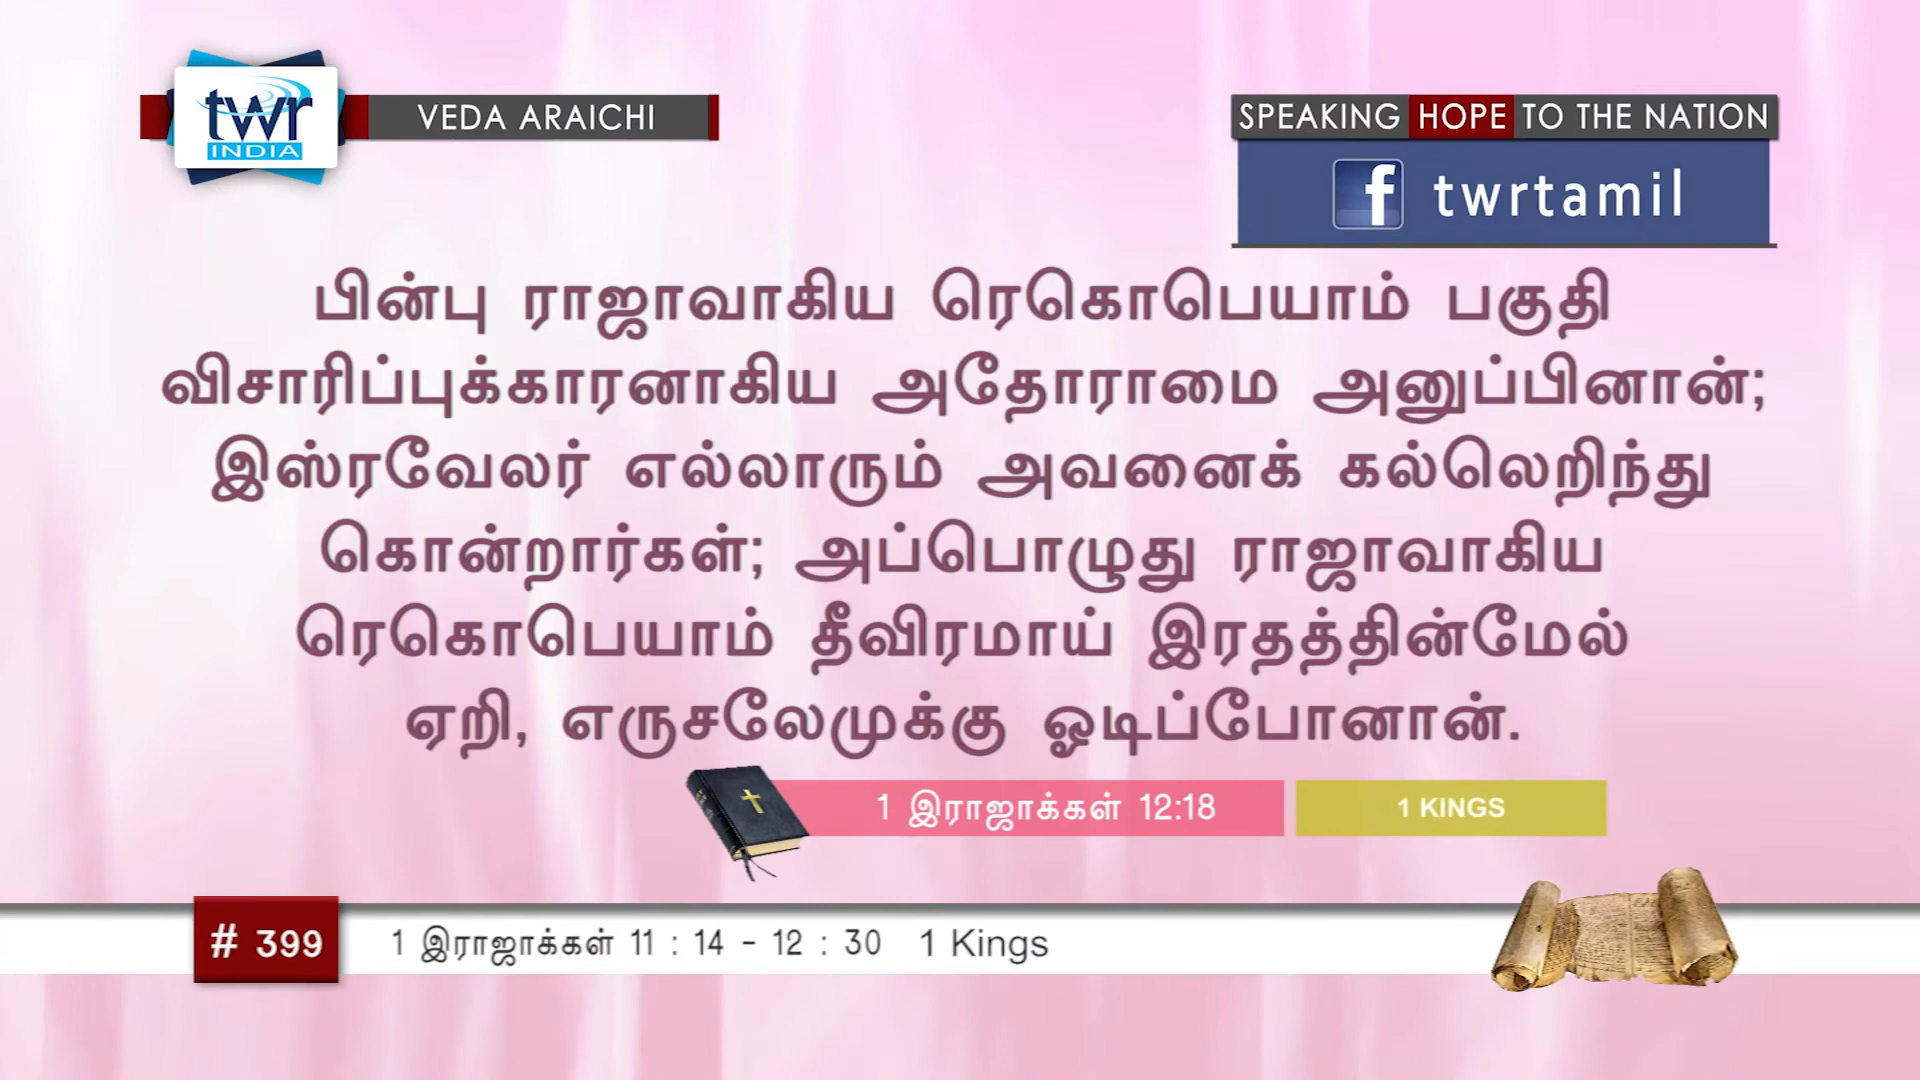 twr
INDIA
VEDA ARAICHI
SPEAKING HOPE TO THE NATION
f twrtamil
பின்பு ராஜாவாகிய ரெகொபெயாம் பகுதி
விசாரிப்புக்காரனாகிய அதோராமை அனுப்பினான்;
இஸ்ரவேலர் எல்லாரும் அவனைக் கல்லெறிந்து
கொன்றார்கள்; அப்பொழுது ராஜாவாகிய
ரெகொபெயாம் தீவிரமாய் இரதத்தின்மேல்
ஏறி, எருசலேமுக்கு ஓடிப்போனான்.
1 இராஜாக்கள் 12:18
1 KINGS
# 399
1 இராஜாக்கள் 11 : 14 - 12 : 30 1 Kings